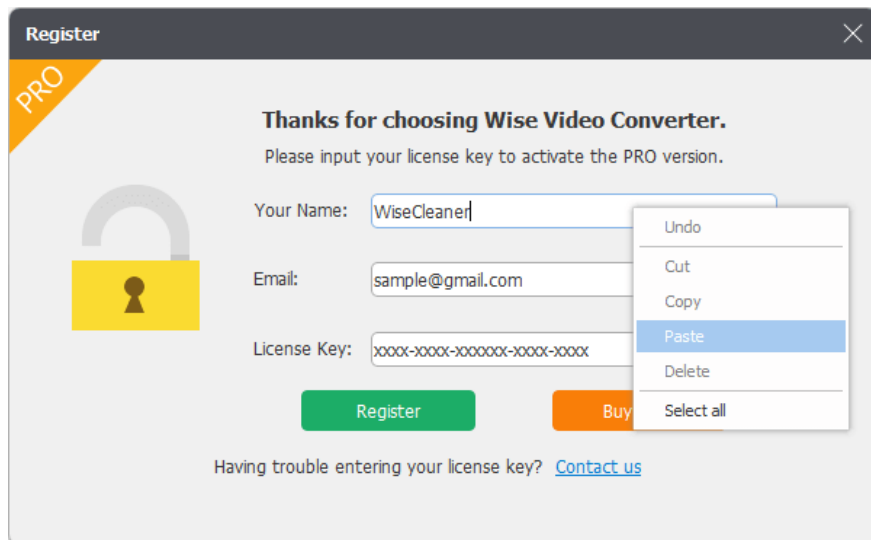 Register
PRO
Thanks for choosing Wise Video Converter.
Please input your license key to activate the PRO version.
Your Name: WiseCleaner
Undo
Cut
Email: sample@gmail.com
Copy
Paste
License Key: xxxx-xxxx-xxxxxx-xxxx-xxxx
Delete
Register Buy Select all
Having trouble entering your license key? Contact us